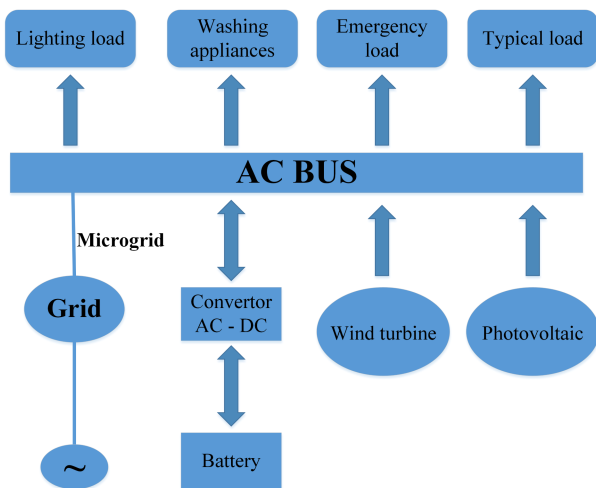 Lighting load
Washing
appliances
Emergency
load
Typical load
AC BUS
Microgrid
Grid
Convertor
AC - DC
Wind turbine
Photovoltaic
~
Battery